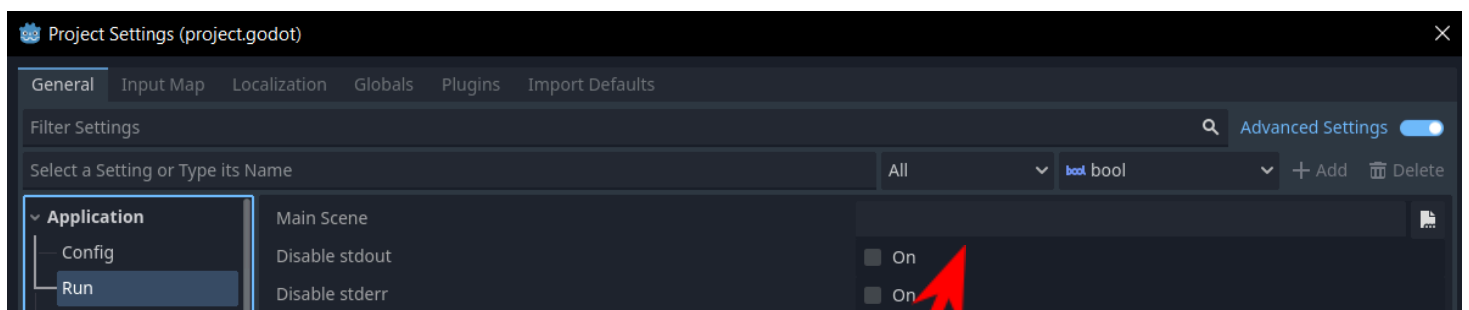 Project Settings (project.godot)
General Input Map Localization Globals Plugins Import Defaults
Filter Settings Advanced Settings
Select a Setting or Type its Name All bool bool + Add Delete
Application Main Scene
Config Disable stdout On
Run Disable stderr On